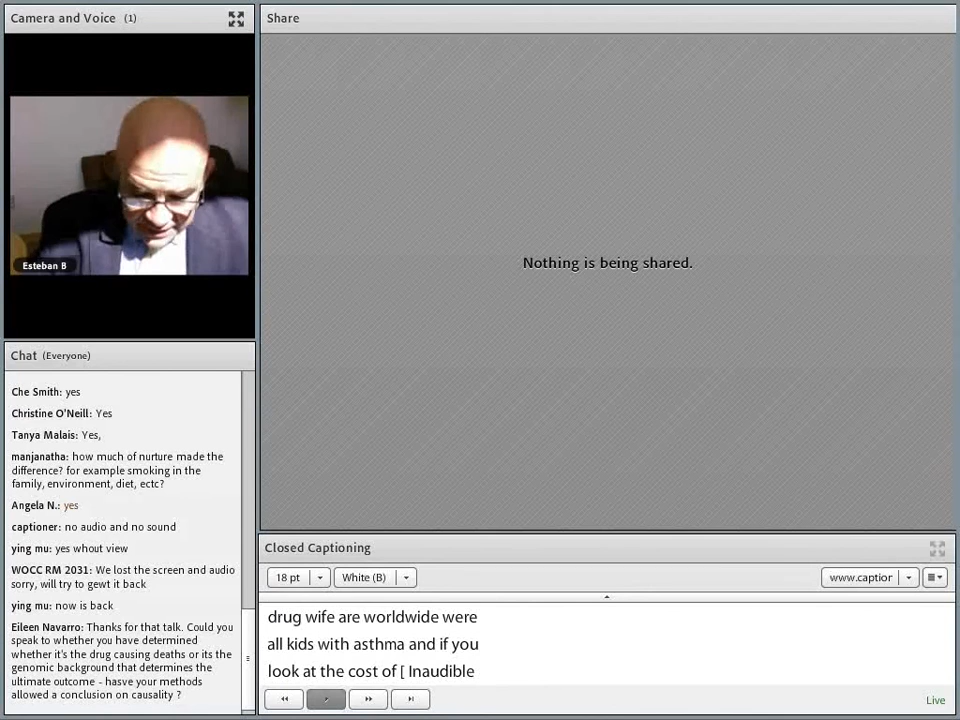 Camera and Voice (1)
Share
Esteban B
Nothing is being shared.
Chat (Everyone)
Che Smith: yes
Christine O'Neill: Yes
Tanya Malais: Yes,
manjanatha: how much of nurture made the
difference? for example smoking in the
family, environment, diet, ectc?
Angela N.: yes
captioner: no audio and no sound
ying mu: yes whout view
WOCC RM 2031: We lost the screen and audio
sorry, will try to gewt it back
ying mu: now is back
Eileen Navarro: Thanks for that talk. Could you
speak to whether you have determined
whether it's the drug causing deaths or its the
genomic background that determines the
ultimate outcome - hasve your methods
allowed a conclusion on causality ?
Closed Captioning
18 pt
White (B)
www.captior
drug wife are worldwide were
all kids with asthma and if you
look at the cost of [ Inaudible
Live